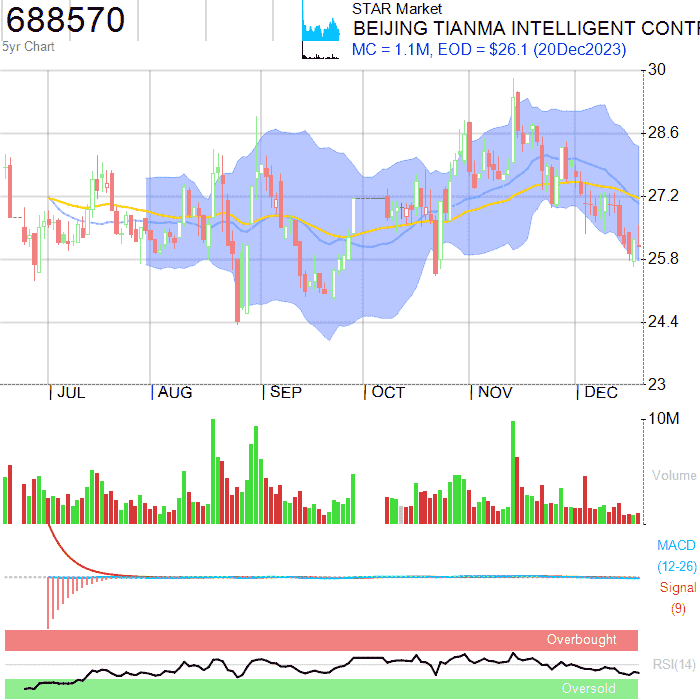 688570
5yr Chart
STAR Market
BEIJING TIANMA INTELLIGENT CONTR
MC = 1.1M, EOD = $26.1 (20Dec2023)
30
28.6
27.2
25.8
24.4
23
JUL AUG SEP OCT NOV DEC
10M
Volume
MACD
(12-26)
Signal
(9)
Overbought
RSI(14)
Oversold